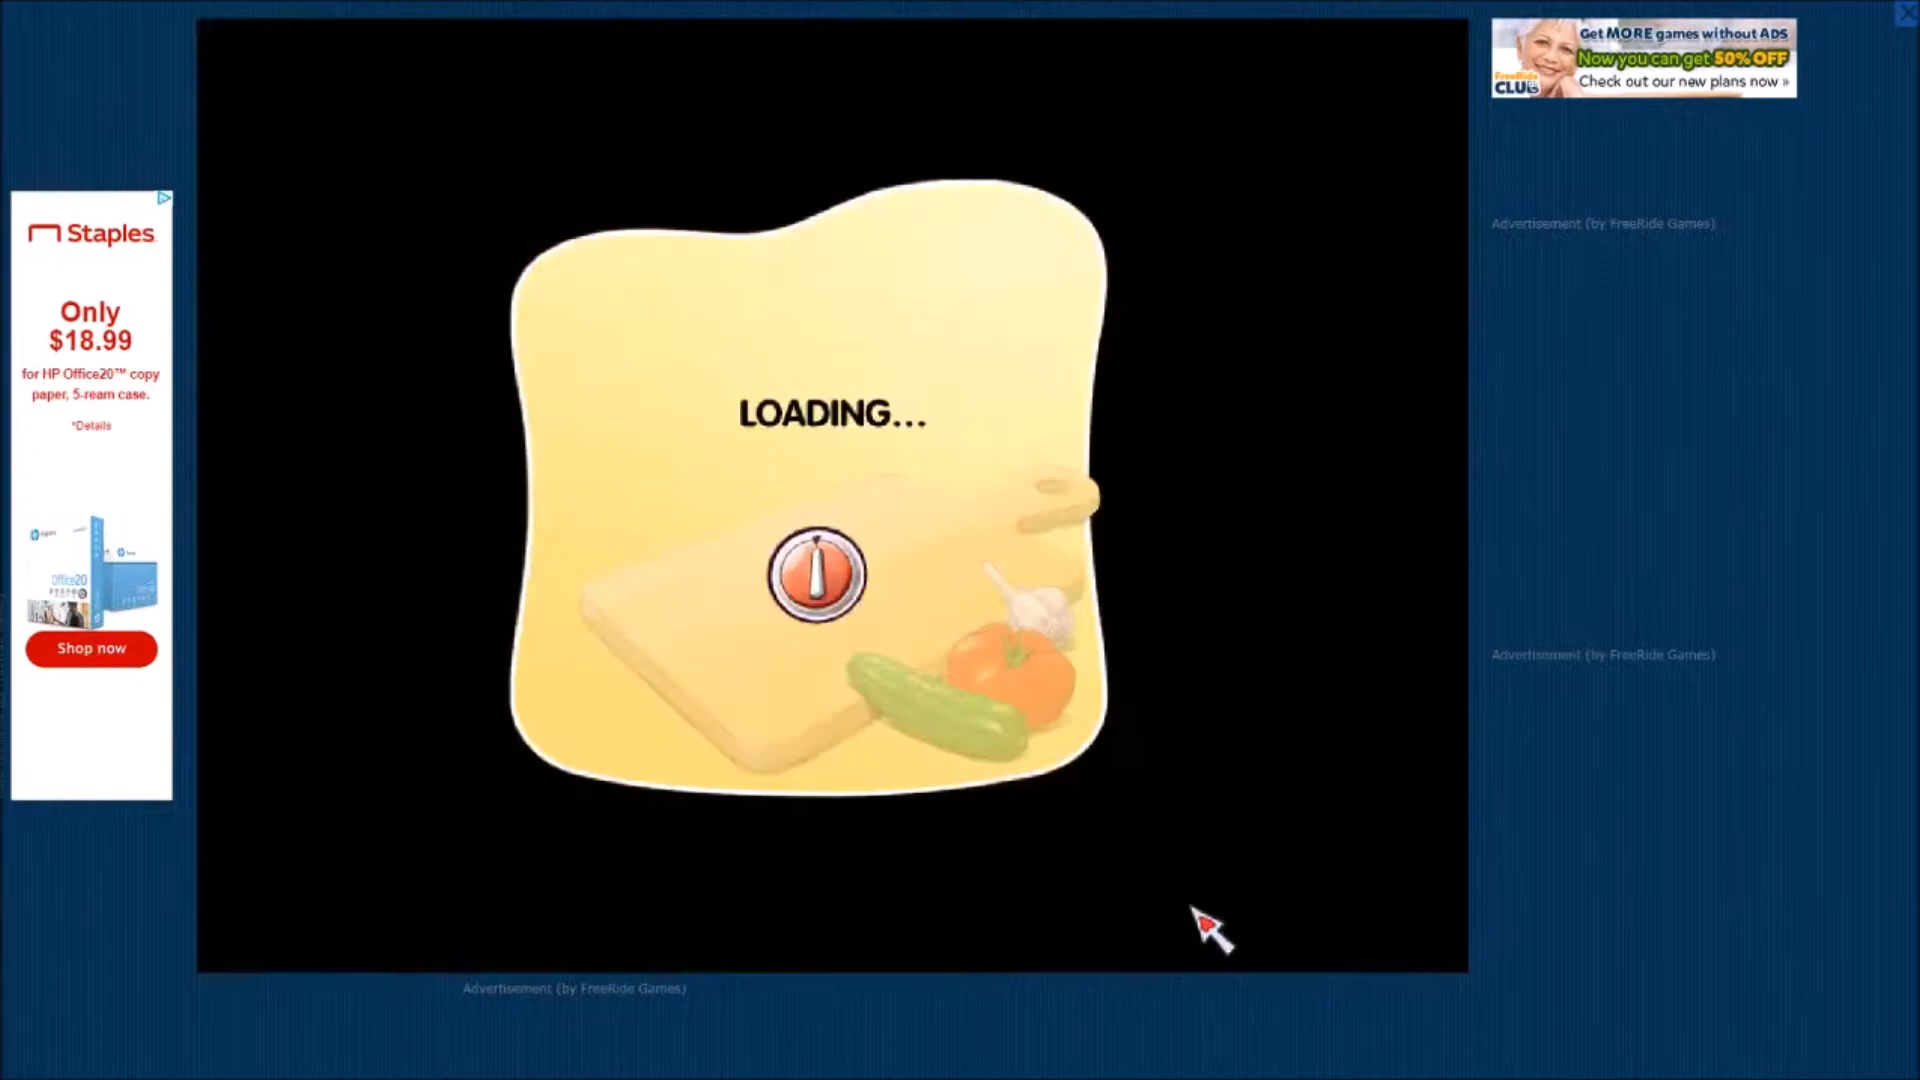 Get MORE games without ADS
Now you can get 50% OFF
Check out our new plans now »
FreeRide
CLUB
Staples
Only
$18.99
for HP Office20™ copy
paper, 5-ream case.
*Details
Office20
Shop now
LOADING...
Advertisement (by FreeRide Games)
Advertisement (by FreeRide Games)
Advertisement (by FreeRide Games)